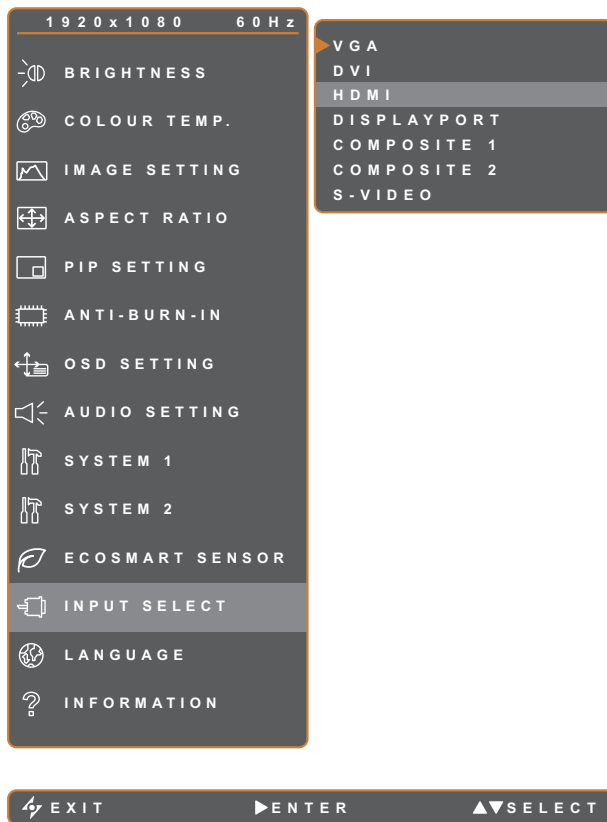 1920x1080 60Hz
BRIGHTNESS
COLOUR TEMP.
IMAGE SETTING
ASPECT RATIO
PIP SETTING
ANTI-BURN-IN
OSD SETTING
AUDIO SETTING
SYSTEM 1
SYSTEM 2
ECOSMART SENSOR
INPUT SELECT
LANGUAGE
INFORMATION
VGA
DVI
HDMI
DISPLAYPORT
COMPOSITE 1
COMPOSITE 2
S-VIDEO
EXIT ▶ENTER ▲▼SELECT